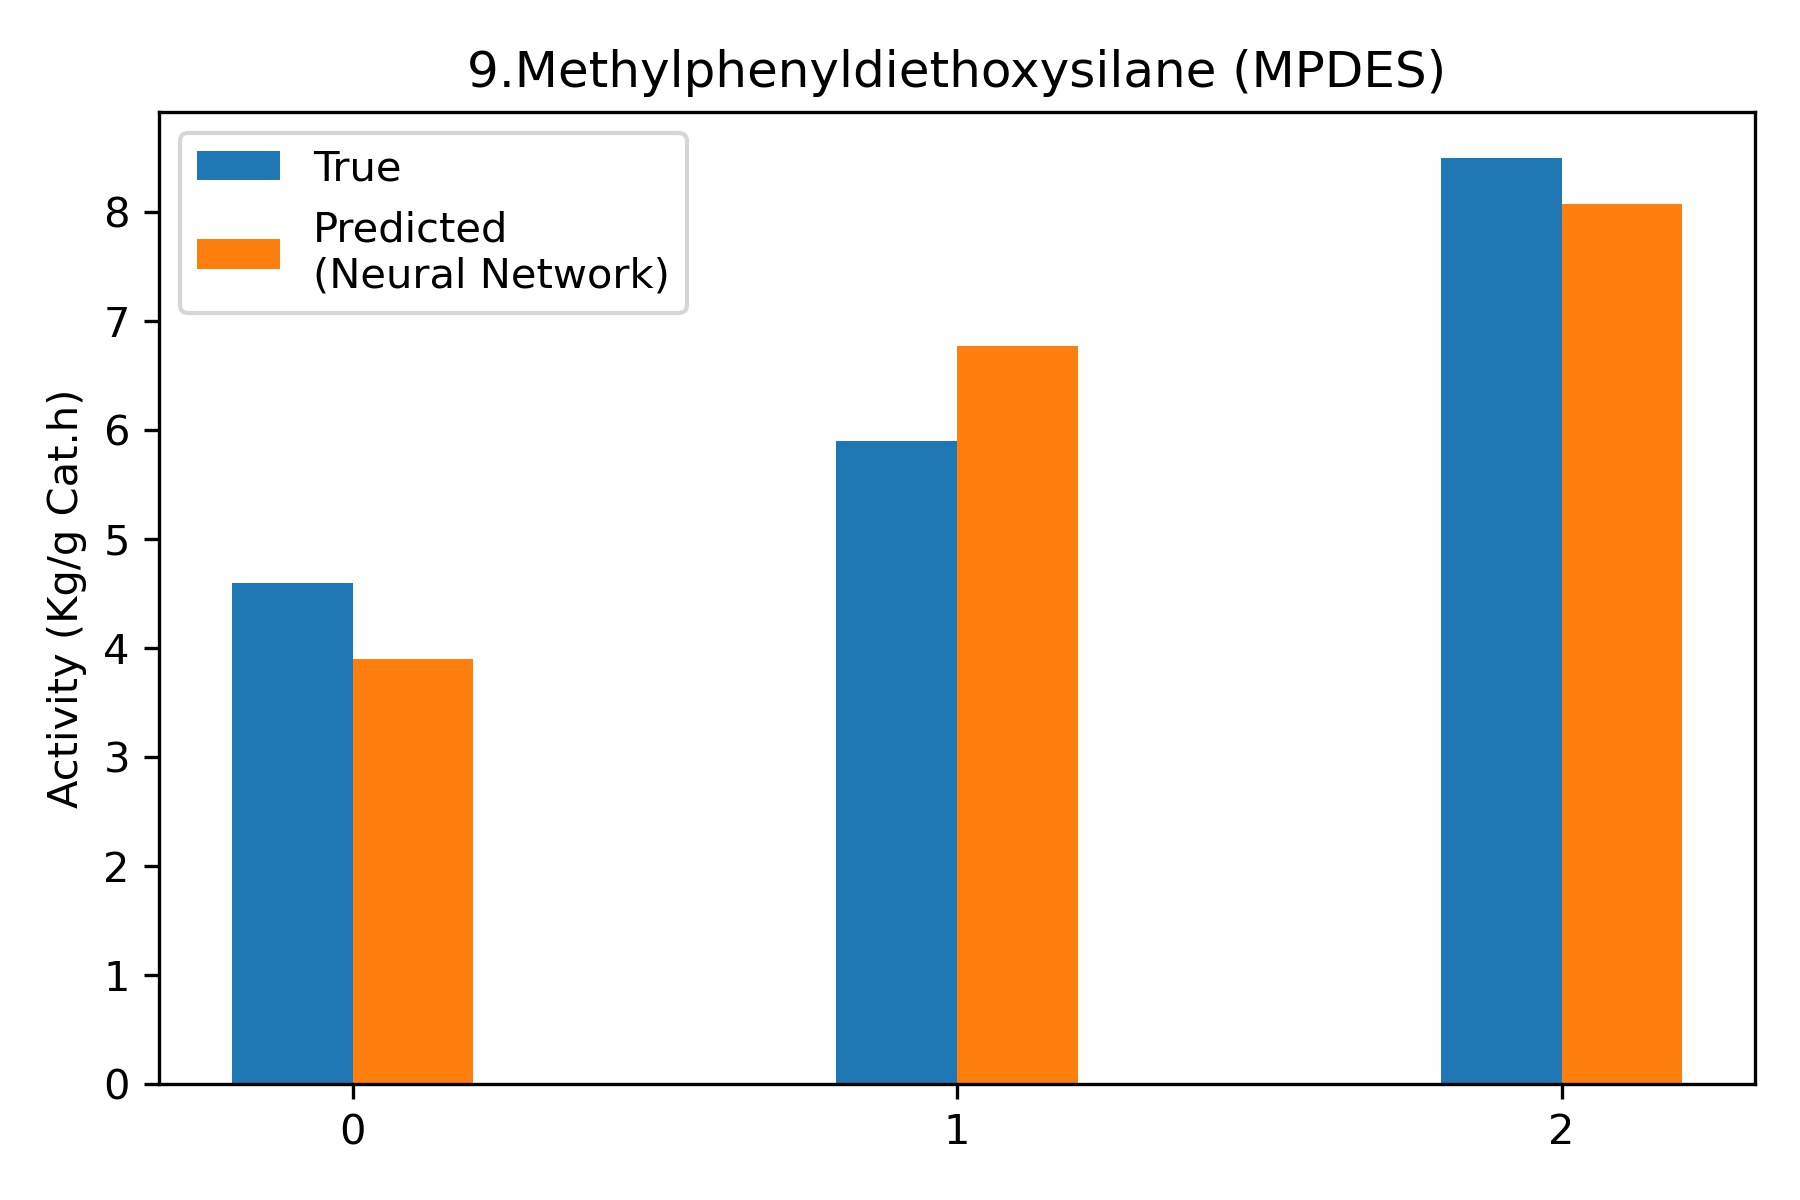 9.Methylphenyldiethoxysilane (MPDES)
True
Predicted
(Neural Network)
Activity (Kg/g Cat.h)
8
7
6
5
4
3
2
1
0
0 1 2